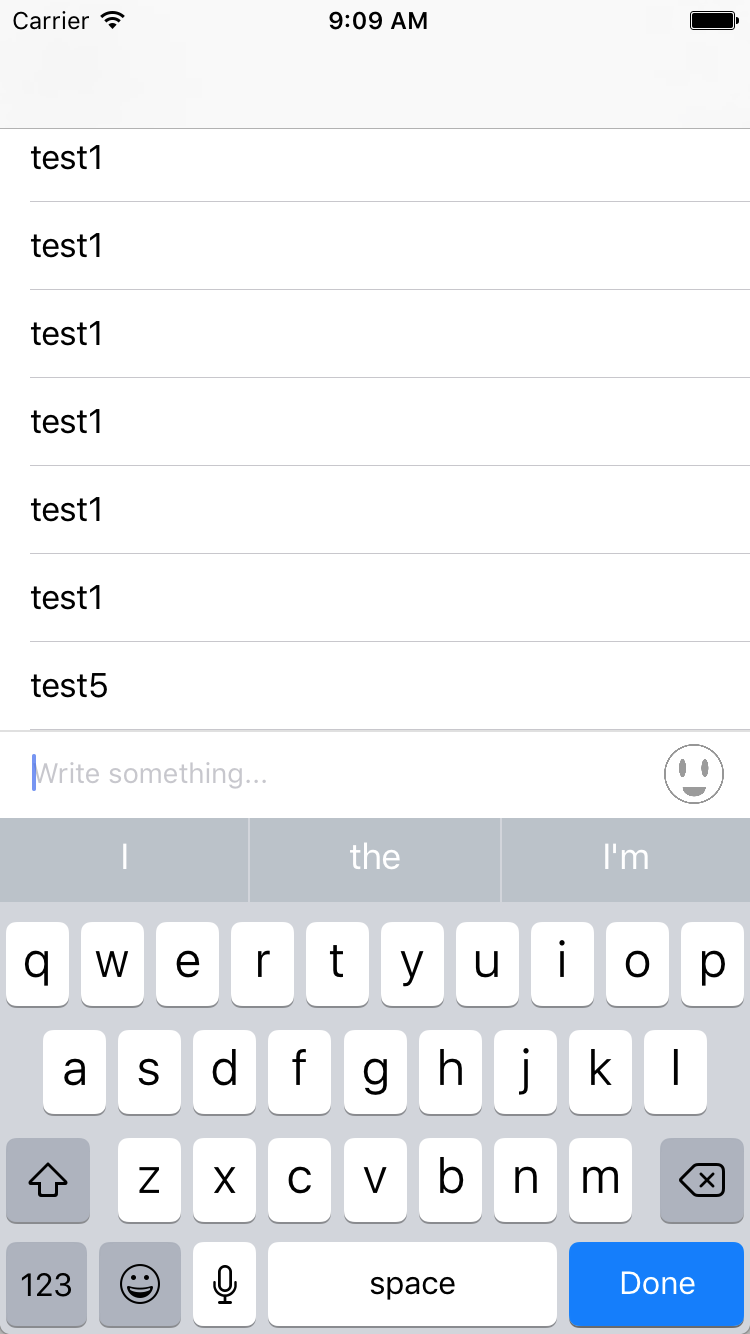 Carrier 9:09 AM
test1
test1
test1
test1
test1
test1
test5
Write something...
I the I'm
q w e r t y u i o p
a s d f g h j k l
z x c v b n m
123 space Done